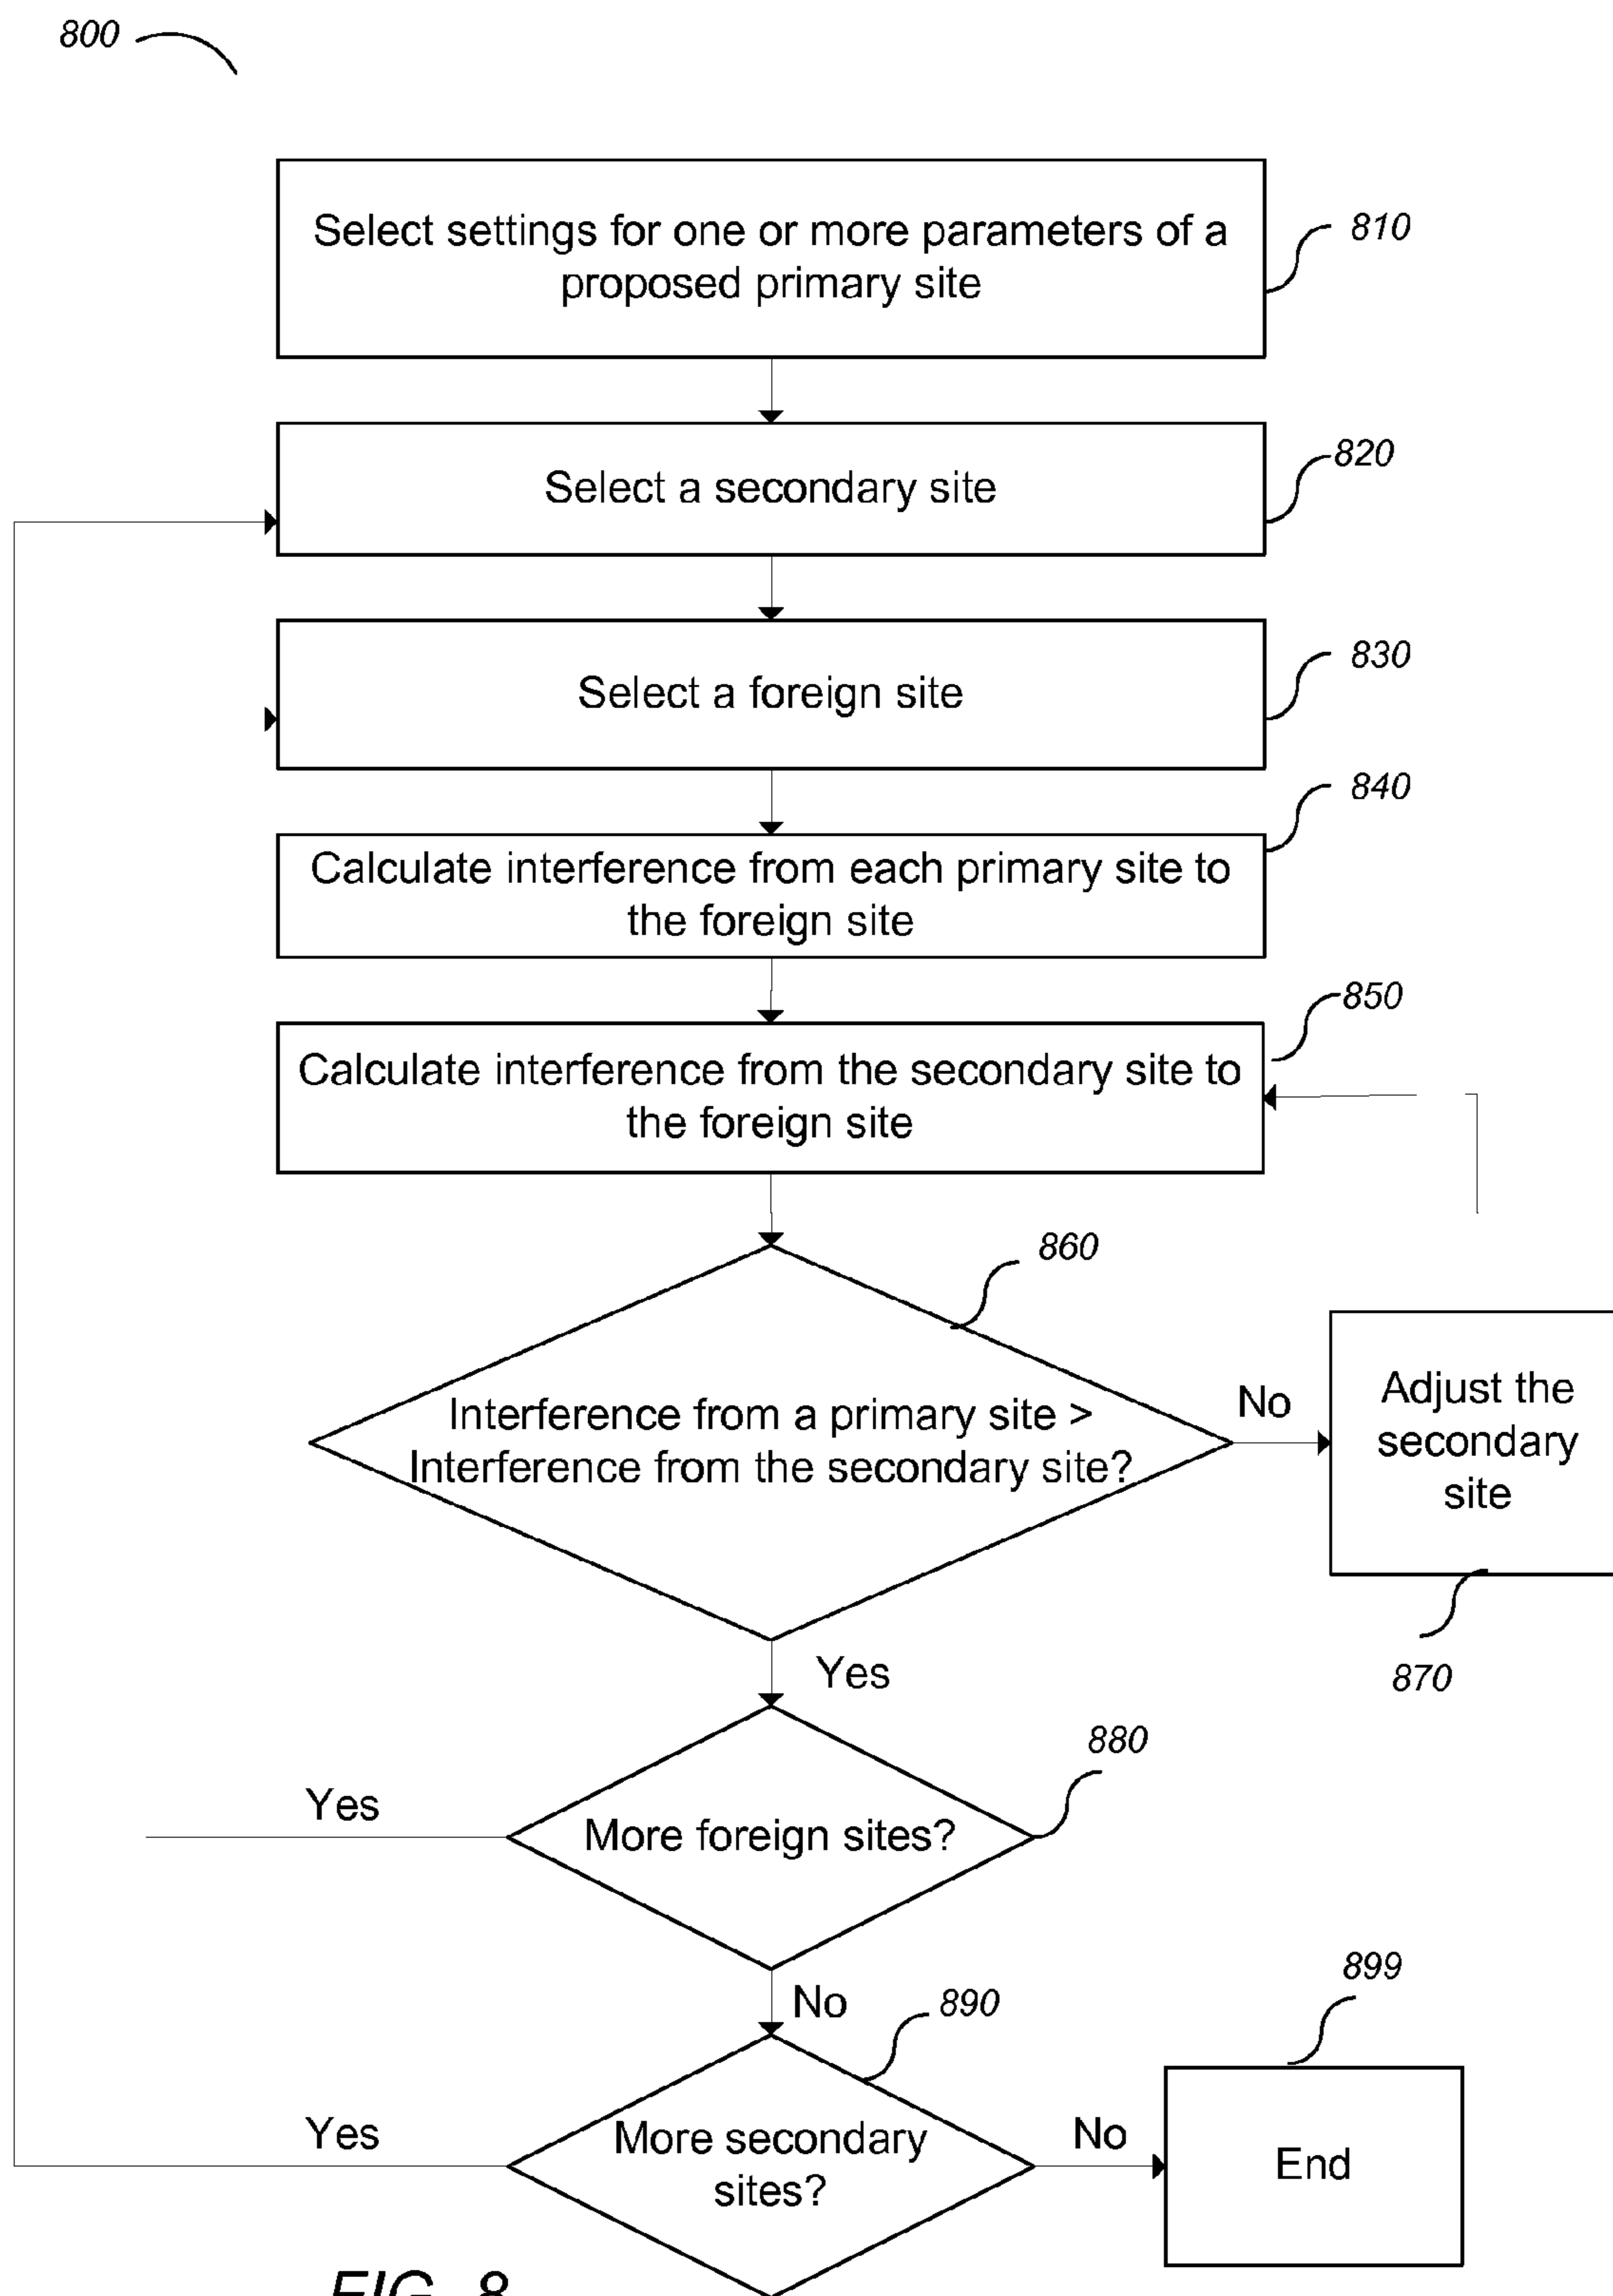 800
Select settings for one or more parameters of a
proposed primary site
810
Select a secondary site
820
Select a foreign site
830
Calculate interference from each primary site to
the foreign site
840
Calculate interference from the secondary site to
the foreign site
850
860
Interference from a primary site >
Interference from the secondary site?
No
Adjust the
secondary
site
870
Yes
880
More foreign sites?
Yes
No
890
899
More secondary
sites?
Yes
No
End
FIG. 8